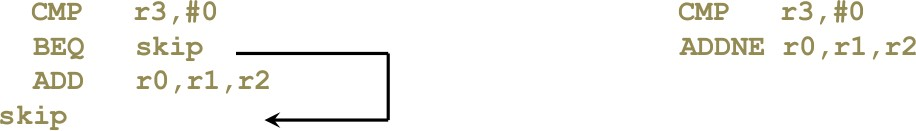 CMP r3,#0
BEQ skip
ADD r0,r1,r2
skip
CMP r3,#0
ADDNE r0,r1,r2